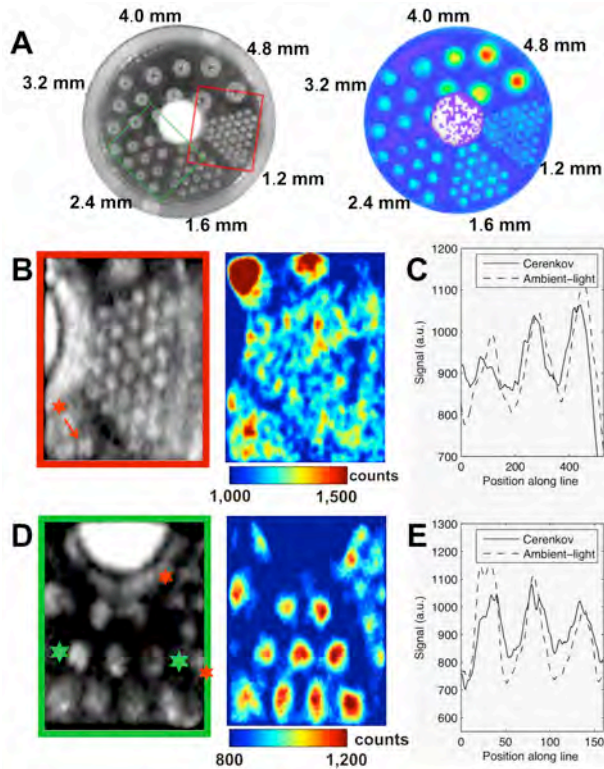 A
4.0 mm
4.8 mm
3.2 mm
2.4 mm
1.6 mm
1.2 mm
4.0 mm
4.8 mm
3.2 mm
1.2 mm
1.6 mm
B
counts
1,000
1,500
C
1200
1100
1000
900
800
700
Signal (a.u.)
Cerenkov
Ambient-light
0
200
400
Position along line
D
counts
800
1,200
E
1300
1200
1100
1000
900
800
700
600
Signal (a.u.)
Cerenkov
Ambient-light
0
50
100
150
Position along line